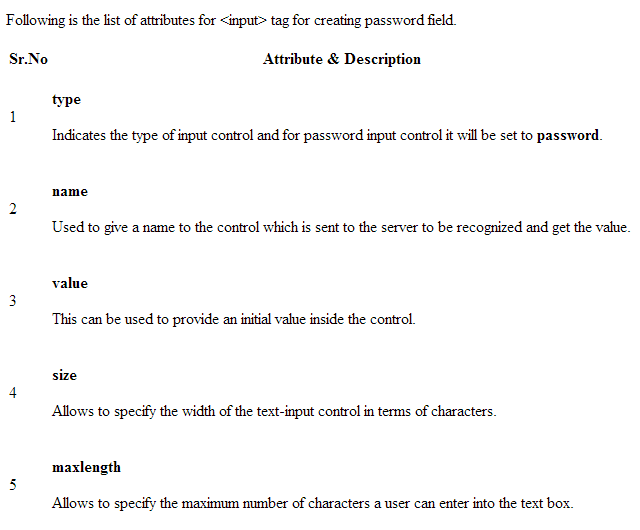 Following is the list of attributes for <input> tag for creating password field.
Sr.No Attribute & Description
1
type
Indicates the type of input control and for password input control it will be set to password.
2
name
Used to give a name to the control which is sent to the server to be recognized and get the value.
3
value
This can be used to provide an initial value inside the control.
4
size
Allows to specify the width of the text-input control in terms of characters.
5
maxlength
Allows to specify the maximum number of characters a user can enter into the text box.